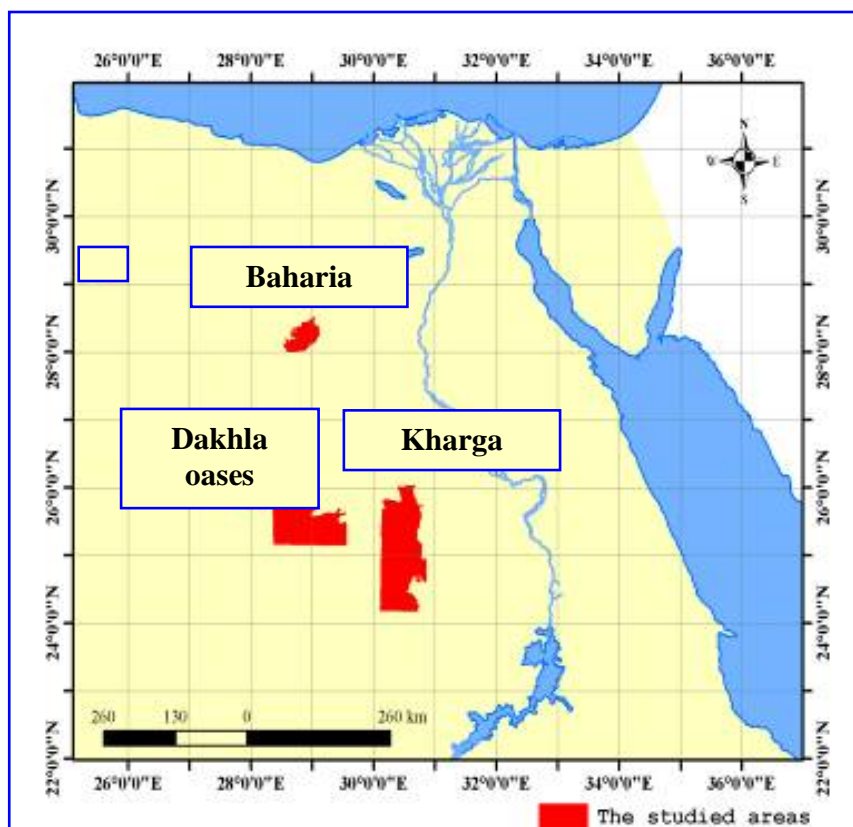 26°0'0"E 28°0'0"E 30°0'0"E 32°0'0"E 34°0'0"E 36°0'0"E
N
W E
S
30°0'0"N 30°0'0"N
Baharia
28°0'0"N 28°0'0"N
Dakhla
oases
Kharga
26°0'0"N 26°0'0"N
24°0'0"N 24°0'0"N
260 130 0 260 km
22°0'0"N 22°0'0"N
26°0'0"E 28°0'0"E 30°0'0"E 32°0'0"E 34°0'0"E 36°0'0"E
The studied areas